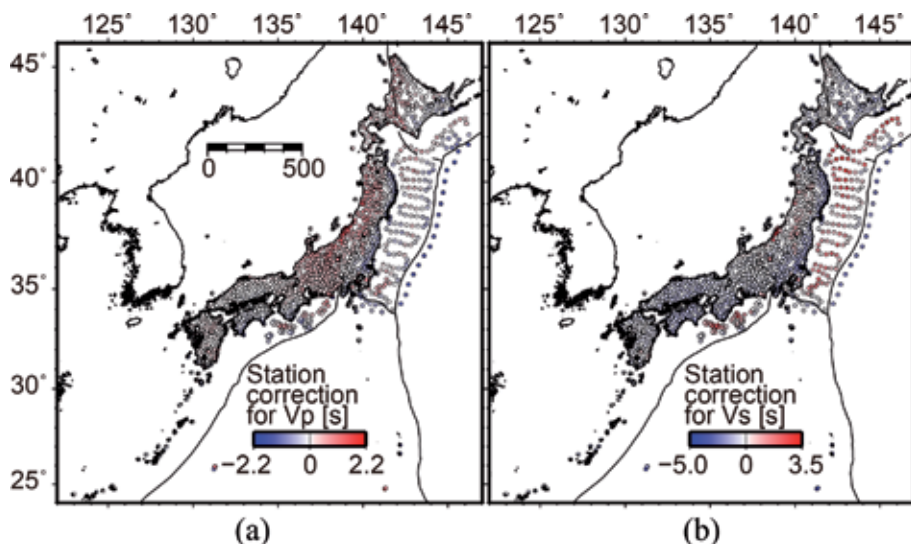 125° 130° 135° 140° 145° 125° 130° 135° 140° 145°
45°
40°
35°
30°
25°
0 500
Station
correction
for Vp [s]
−2.2 0 2.2
Station
correction
for Vs [s]
−5.0 0 3.5
(a) (b)